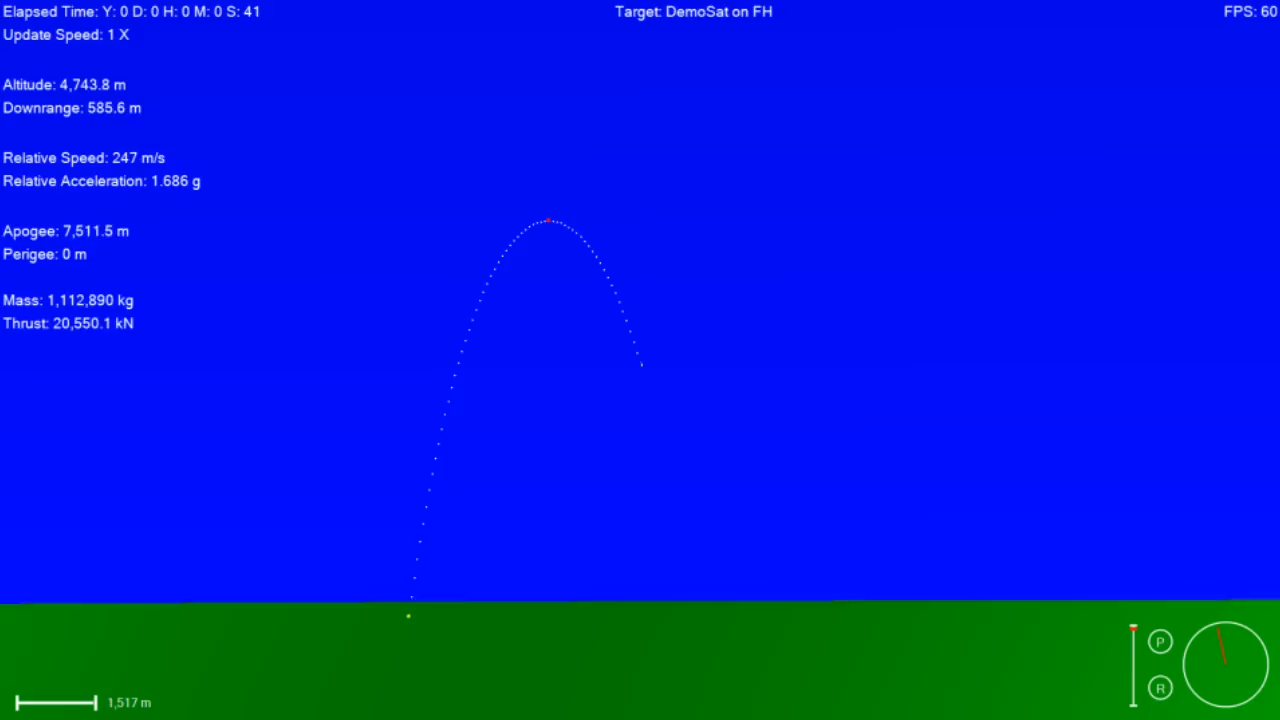 Elapsed Time: Y: 0 D: 0 H: 0 M: 0 S: 41
Target: DemoSat on FH
FPS: 60
Update Speed: 1 X
Altitude: 4,743.8 m
Downrange: 585.6 m
Relative Speed: 247 m/s
Relative Acceleration: 1.686 g
Apogee: 7,511.5 m
Perigee: 0 m
Mass: 1,112,890 kg
Thrust: 20,550.1 kN
P
R
1,517 m